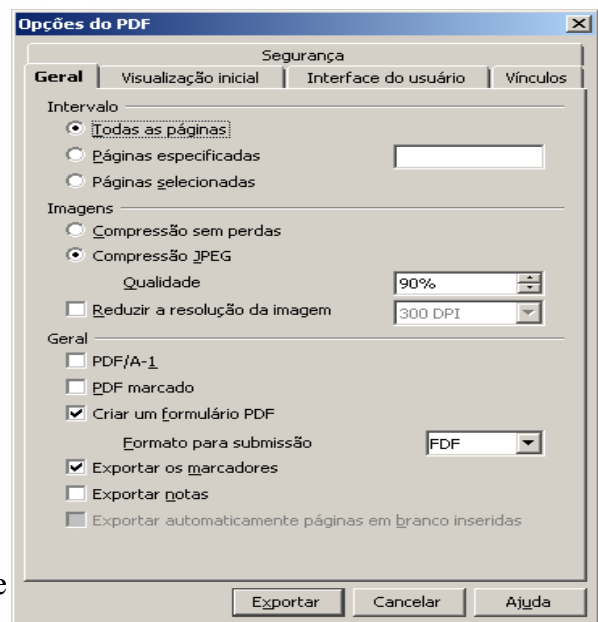 Opções do PDF
Segurança
Geral Visualização inicial Interface do usuário Vínculos
Intervalo
Todas as páginas
Páginas especificadas
Páginas selecionadas
Imagens
Compressão sem perdas
Compressão JPEG
Qualidade 90%
Reduzir a resolução da imagem 300 DPI
Geral
PDF/A-1
PDF marcado
Criar um formulário PDF
Formato para submissão FDF
Exportar os marcadores
Exportar notas
Exportar automaticamente páginas em branco inseridas
e
Exportar Cancelar Ajuda